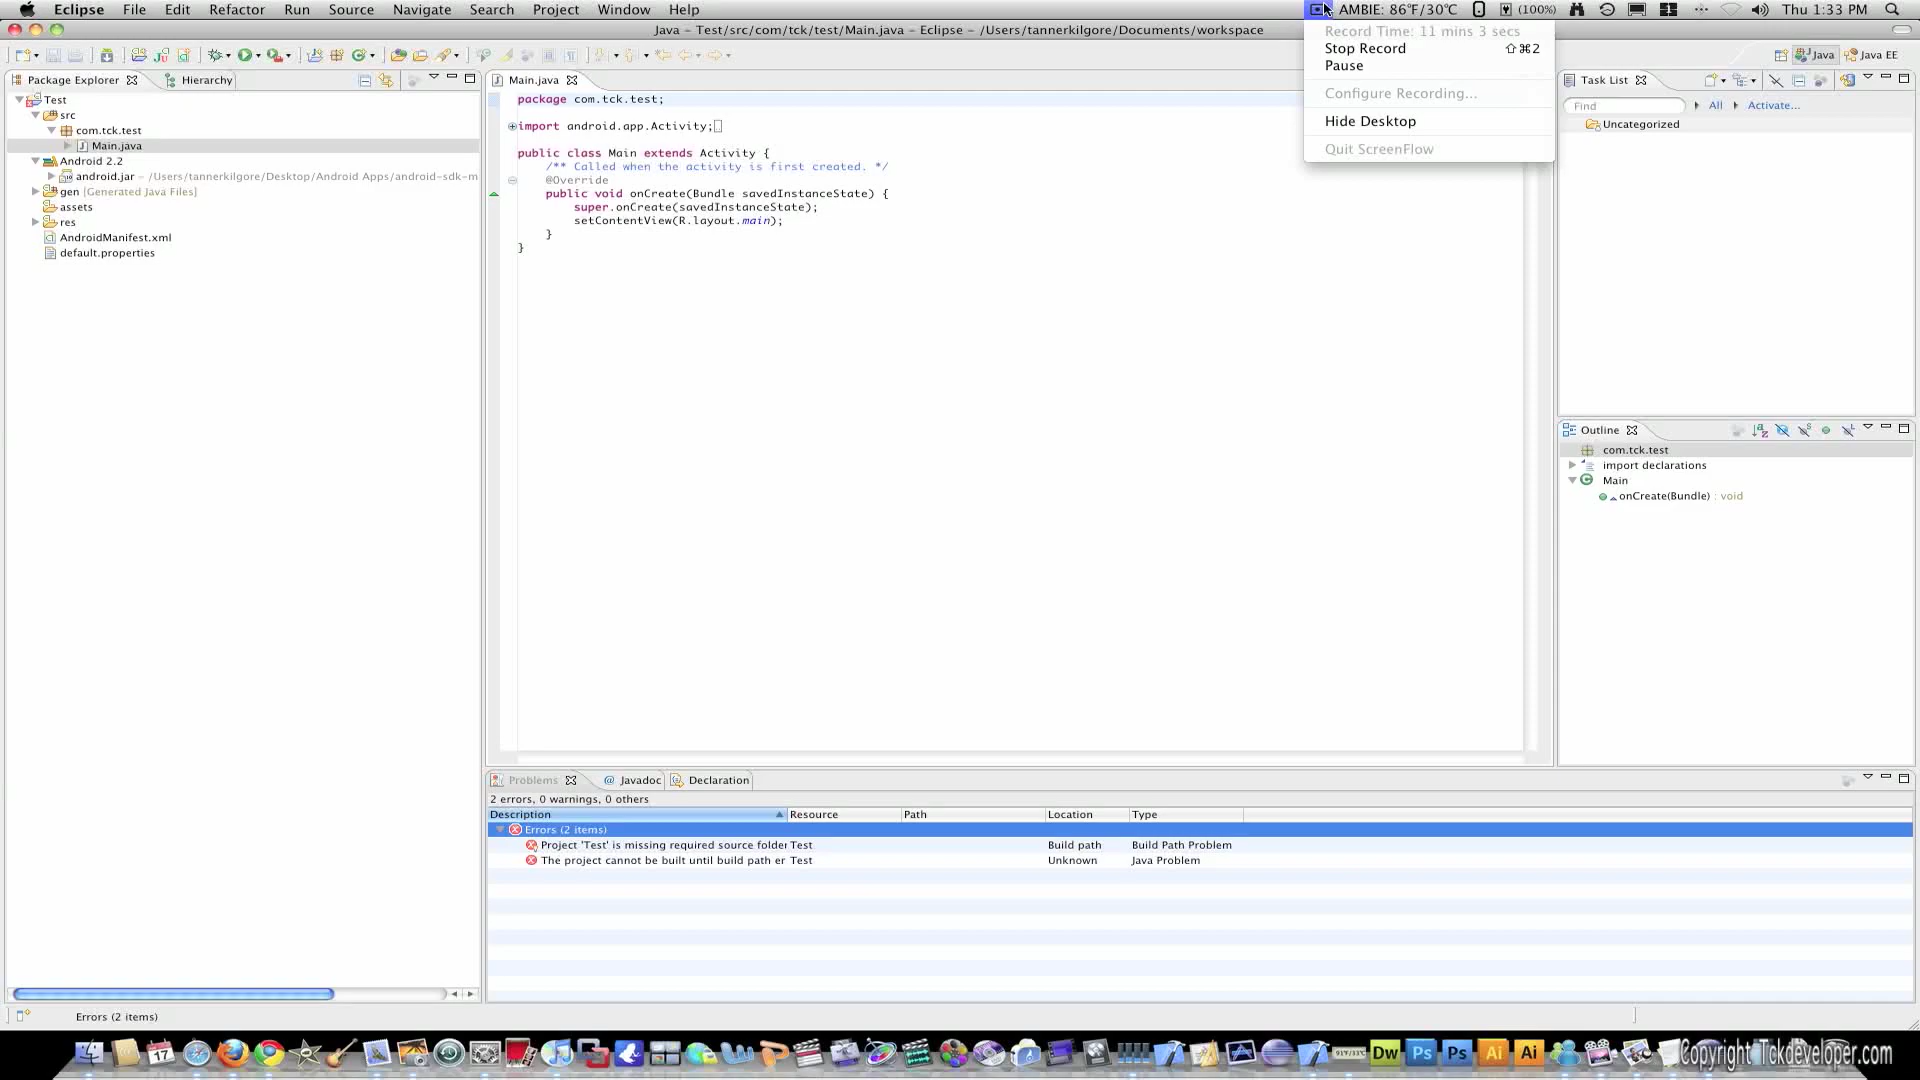 Eclipse File Edit Refactor Run Source Navigate Search Project Window Help
AMBIE: 86°F/30°C (100%) Thu 1:33 PM
Java – Test/src/com/tck/test/Main.java – Eclipse – /Users/tannerkilgore/Documents/workspace
Record Time: 11 mins 3 secs
Stop Record ⇧⌘2
Pause
Configure Recording...
Hide Desktop
Quit ScreenFlow
Java Java EE
Package Explorer Hierarchy
Test
src
com.tck.test
Main.java
Android 2.2
android.jar – /Users/tannerkilgore/Desktop/Android Apps/android-sdk-m
gen [Generated Java Files]
assets
res
AndroidManifest.xml
default.properties
Main.java
package com.tck.test;
import android.app.Activity;
public class Main extends Activity {
/** Called when the activity is first created. */
@Override
public void onCreate(Bundle savedInstanceState) {
super.onCreate(savedInstanceState);
setContentView(R.layout.main);
}
}
Task List
Find All Activate...
Uncategorized
Outline
com.tck.test
import declarations
Main
onCreate(Bundle) : void
Problems @ Javadoc Declaration
2 errors, 0 warnings, 0 others
Description Resource Path Location Type
Errors (2 items)
Project 'Test' is missing required source folder Test Build path Build Path Problem
The project cannot be built until build path er Test Unknown Java Problem
Errors (2 items)
17
91°F/33°C
Dw Ps Ps Ai Ai
Copyright Tckdeveloper.com